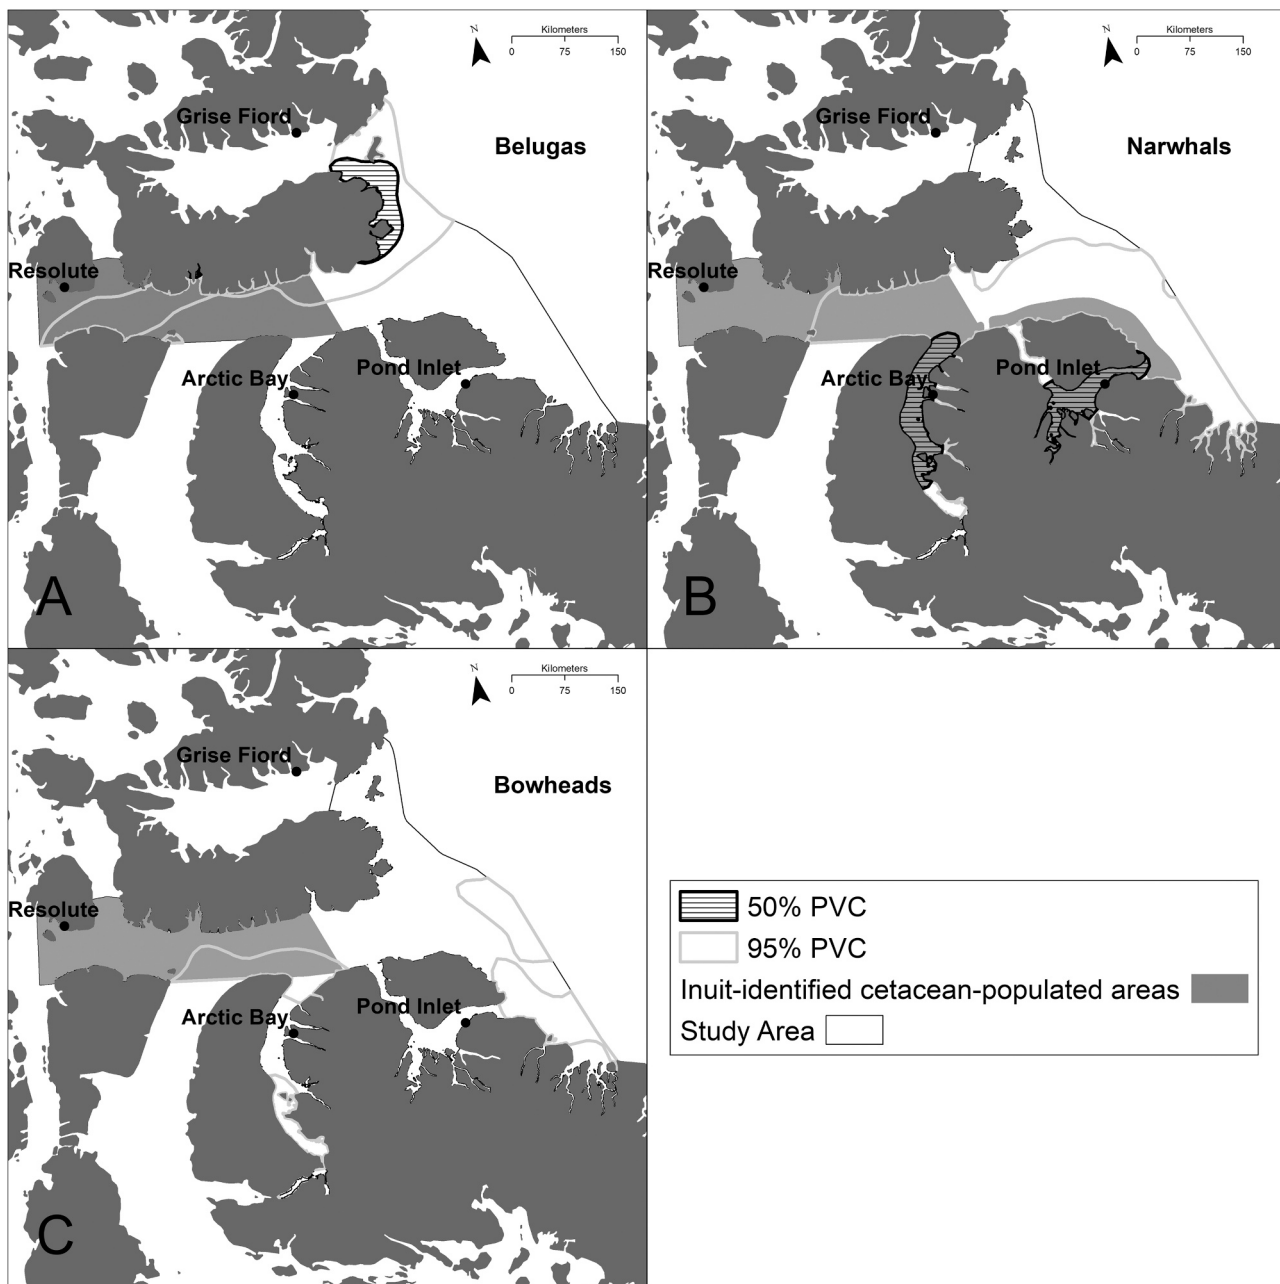 N
Kilometers
0 75 150
Grise Fiord
Belugas
Resolute
Arctic Bay
Pond Inlet
N
A
N
Kilometers
0 75 150
Grise Fiord
Narwhals
Resolute
Arctic Bay
Pond Inlet
B
N
Kilometers
0 75 150
Grise Fiord
Bowheads
Resolute
Arctic Bay
Pond Inlet
C
50% PVC
95% PVC
Inuit-identified cetacean-populated areas
Study Area